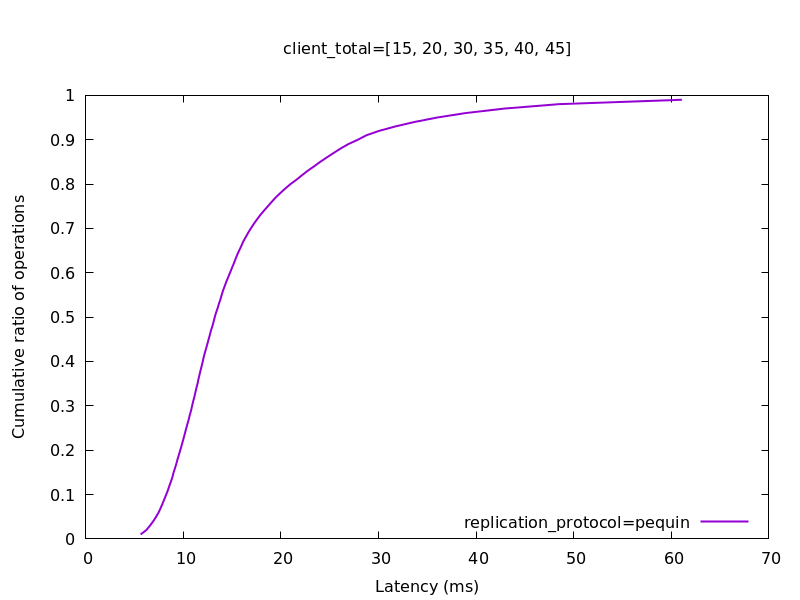 client_total=[15, 20, 30, 35, 40, 45]
1
0.9
0.8
0.7
0.6
0.5
0.4
0.3
0.2
0.1
0
Cumulative ratio of operations
replication_protocol=pequin
0 10 20 30 40 50 60 70
Latency (ms)